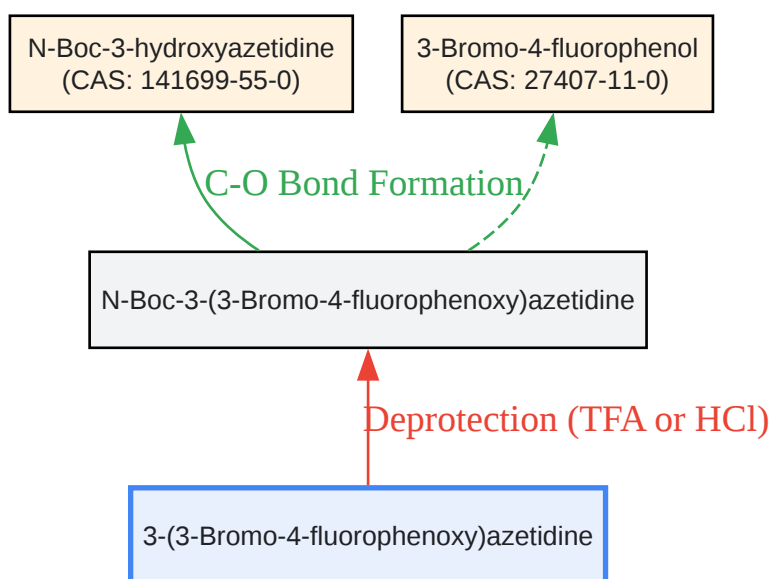 N-Boc-3-hydroxyazetidine
(CAS: 141699-55-0)
3-Bromo-4-fluorophenol
(CAS: 27407-11-0)
C-O Bond Formation
N-Boc-3-(3-Bromo-4-fluorophenoxy)azetidine
Deprotection (TFA or HCl)
3-(3-Bromo-4-fluorophenoxy)azetidine